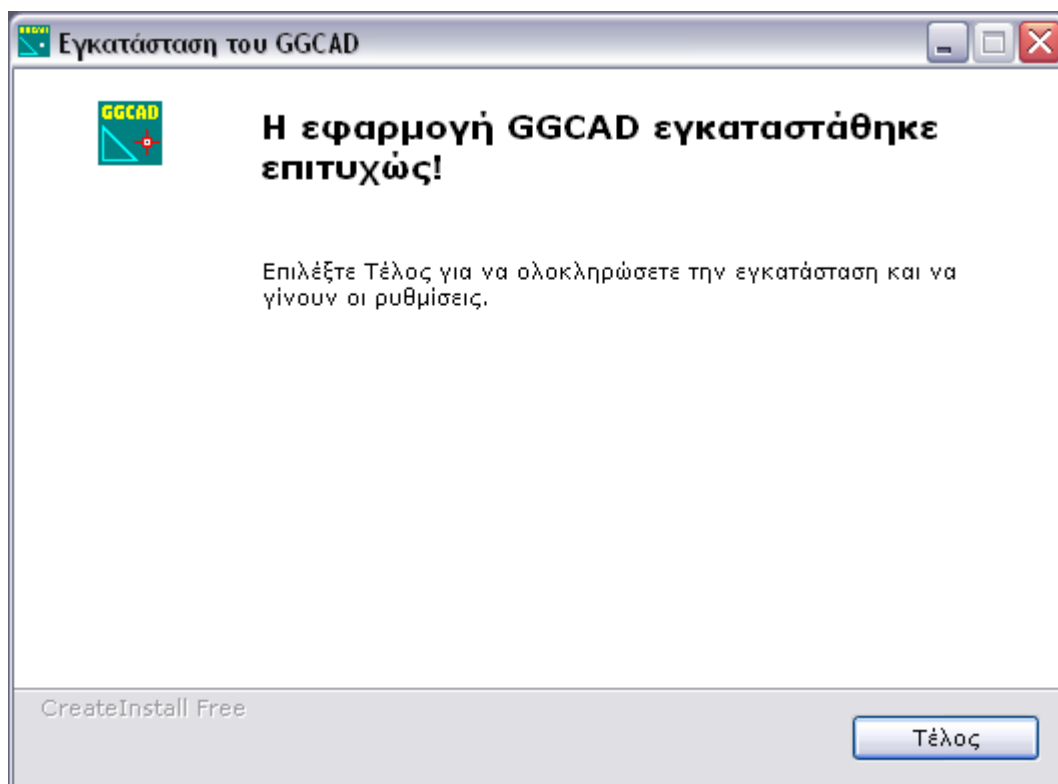 Εγκατάσταση του GGCAD
GGCAD
Η εφαρμογή GGCAD εγκαταστάθηκε
επιτυχώς!
Επιλέξτε Τέλος για να ολοκληρώσετε την εγκατάσταση και να
γίνουν οι ρυθμίσεις.
CreateInstall Free
Τέλος